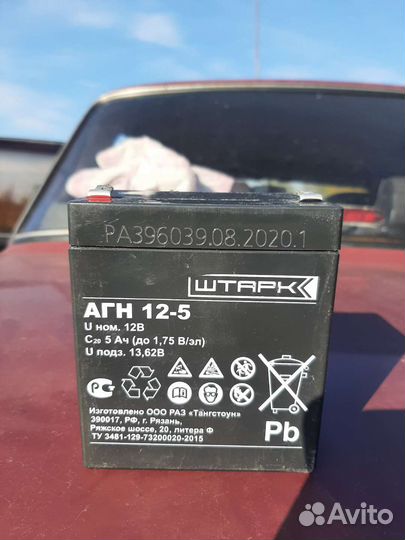 РА396039.08.2020.1
ШТАРК
АГН 12-5
U ном. 12В
C₂₀ 5 Ач (до 1,75 В/эл)
U подз. 13,62В
РС
Изготовлено ООО РАЗ «Тангстоун»
390017, РФ, г. Рязань,
Ряжское шоссе, 20, литера Ф
ТУ 3481-129-73200020-2015
Pb
Avito